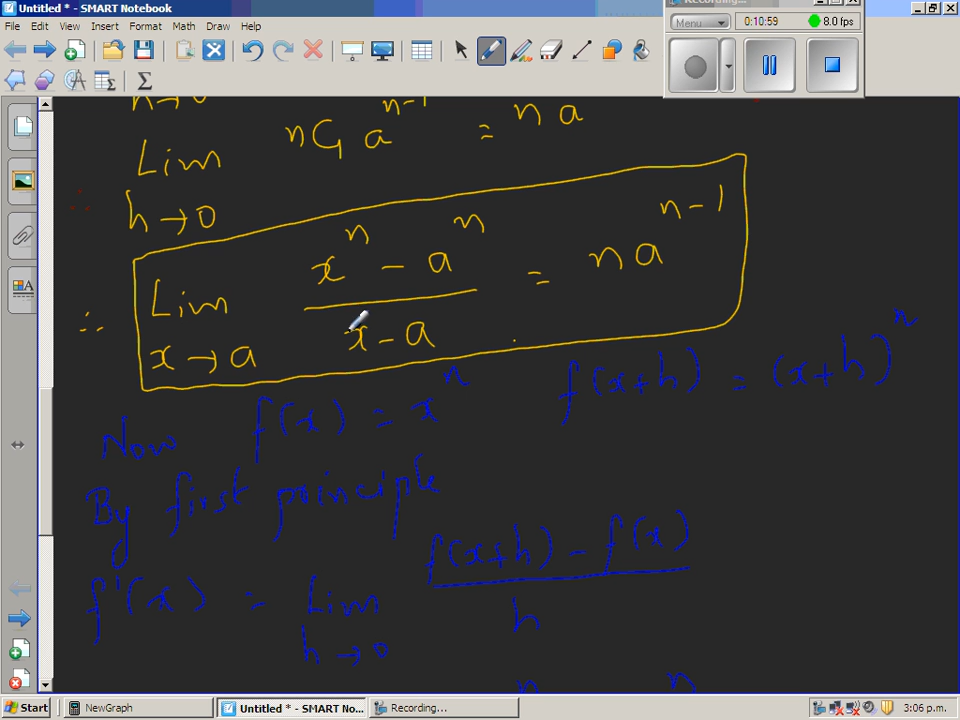 Untitled * - SMART Notebook
Recording...
File Edit View Insert Format Math Draw Help
Menu 0:10:59 8.0 fps
h→0
Lim nC₁ a^(n-1) = n a
∴ h→0
∴ Lim x→a (x^n - a^n)/(x - a) = n a^(n-1)
Now f(x) = x^n f(x+h) = (x+h)^n
By first principle
f'(x) = Lim h→0 (f(x+h) - f(x))/h
n n
Start NewGraph Untitled * - SMART No... Recording... 3:06 p.m.